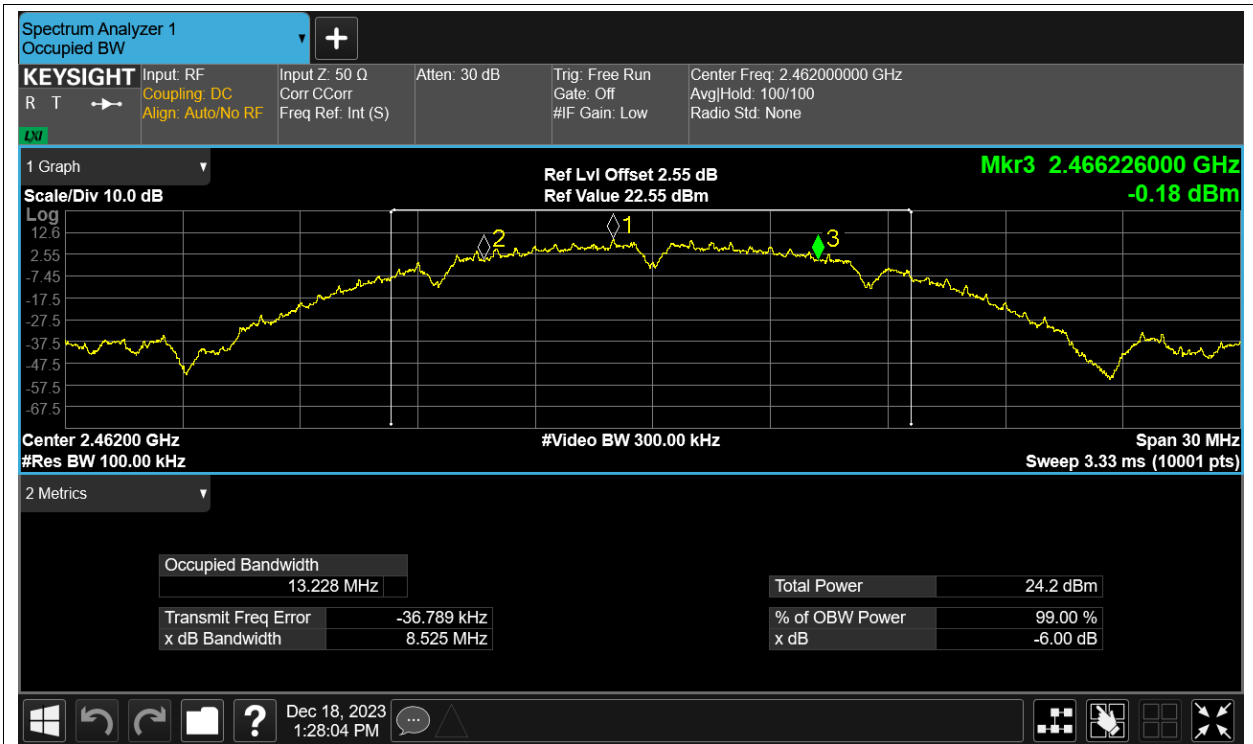 Spectrum Analyzer 1
Occupied BW
KEYSIGHT
R T
LXI
Input: RF
Coupling: DC
Align: Auto/No RF
Input Z: 50 Ω
Corr CCorr
Freq Ref: Int (S)
Atten: 30 dB
Trig: Free Run
Gate: Off
#IF Gain: Low
Center Freq: 2.462000000 GHz
Avg|Hold: 100/100
Radio Std: None
1 Graph
Scale/Div 10.0 dB
Ref Lvl Offset 2.55 dB
Ref Value 22.55 dBm
Mkr3 2.466226000 GHz
-0.18 dBm
Log
12.6
2.55
-7.45
-17.5
-27.5
-37.5
-47.5
-57.5
-67.5
2
1
3
Center 2.46200 GHz
#Res BW 100.00 kHz
#Video BW 300.00 kHz
Span 30 MHz
Sweep 3.33 ms (10001 pts)
2 Metrics
Occupied Bandwidth
13.228 MHz
Transmit Freq Error -36.789 kHz
x dB Bandwidth 8.525 MHz
Total Power 24.2 dBm
% of OBW Power 99.00 %
x dB -6.00 dB
?
Dec 18, 2023
1:28:04 PM